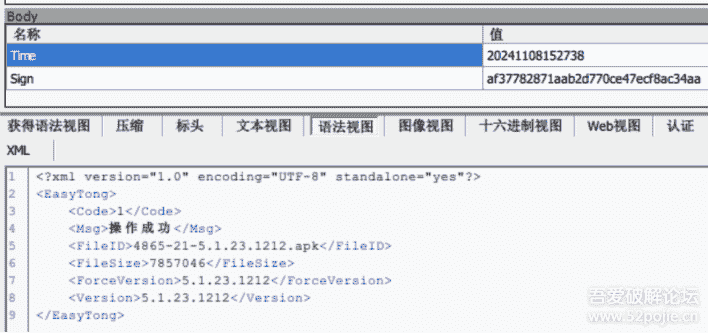 Body
名称 值
Time 20241108152738
Sign af37782871aab2d770ce47ecf8ac34aa
获得语法视图 压缩 标头 文本视图 语法视图 图像视图 十六进制视图 Web视图 认证
XML
1 <?xml version="1.0" encoding="UTF-8" standalone="yes"?>
2 <EasyTong>
3 <Code>1</Code>
4 <Msg>操作成功</Msg>
5 <FileID>4865-21-5.1.23.1212.apk</FileID>
6 <FileSize>7857046</FileSize>
7 <ForceVersion>5.1.23.1212</ForceVersion>
8 <Version>5.1.23.1212</Version>
9 </EasyTong>
吾爱破解论坛
www.52pojie.cn